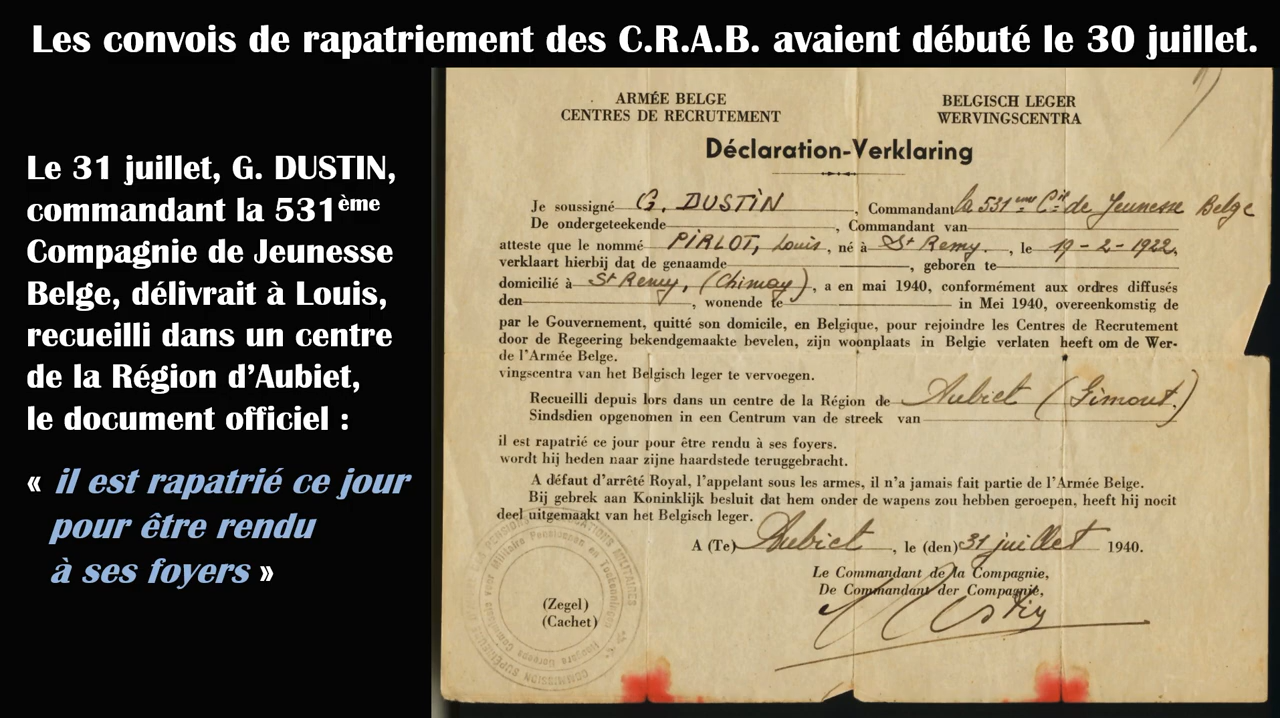 Les convois de rapatriement des C.R.A.B. avaient débuté le 30 juillet.
Le 31 juillet, G. DUSTIN,
commandant la 531ème
Compagnie de Jeunesse
Belge, délivrait à Louis,
recueilli dans un centre
de la Région d’Aubiet,
le document officiel :
« il est rapatrié ce jour
pour être rendu
à ses foyers »
ARMÉE BELGE
CENTRES DE RECRUTEMENT
BELGISCH LEGER
WERVINGSCENTRA
Déclaration-Verklaring
Je soussigné G. DUSTIN, Commandant la 531ème Cie de Jeunesse Belge
De ondergeteekende, Commandant van
atteste que le nommé PIRLOT, Louis, né à St Remy, le 19-2-1922,
verklaart hierbij dat de genaamde, geboren te
domicilié à St Remy, (Chimay), a en mai 1940, conformément aux ordres diffusés
den, wonende te in Mei 1940, overeenkomstig de
par le Gouvernement, quitté son domicile, en Belgique, pour rejoindre les Centres de Recrutement
door de Regeering bekendgemaakte bevelen, zijn woonplaats in Belgie verlaten heeft om de Wer-
de l'Armée Belge.
vingscentra van het Belgisch leger te vervoegen.
Recueilli depuis lors dans un centre de la Région de Aubiet (Gimont.)
Sindsdien opgenomen in een Centrum van de streek van
il est rapatrié ce jour pour être rendu à ses foyers.
wordt hij heden naar zijne haardstede teruggebracht.
A défaut d'arrêté Royal, l'appelant sous les armes, il n'a jamais fait partie de l'Armée Belge.
Bij gebrek aan Koninklijk besluit dat hem onder de wapens zou hebben geroepen, heeft hij nocit
deel uitgemaakt van het Belgisch leger.
A (Te) Aubiet, le (den) 31 juillet 1940.
Le Commandant de la Compagnie,
De Commandant der Compagnie,
(Zegel)
(Cachet)